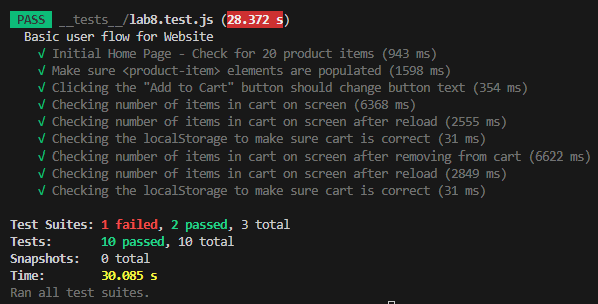 PASS __tests__/lab8.test.js (28.372 s)
Basic user flow for Website
√ Initial Home Page - Check for 20 product items (943 ms)
√ Make sure <product-item> elements are populated (1598 ms)
√ Clicking the "Add to Cart" button should change button text (354 ms)
√ Checking number of items in cart on screen (6368 ms)
√ Checking number of items in cart on screen after reload (2555 ms)
√ Checking the localStorage to make sure cart is correct (31 ms)
√ Checking number of items in cart on screen after removing from cart (6622 ms)
√ Checking number of items in cart on screen after reload (2849 ms)
√ Checking the localStorage to make sure cart is correct (31 ms)
Test Suites: 1 failed, 2 passed, 3 total
Tests: 10 passed, 10 total
Snapshots: 0 total
Time: 30.085 s
Ran all test suites.